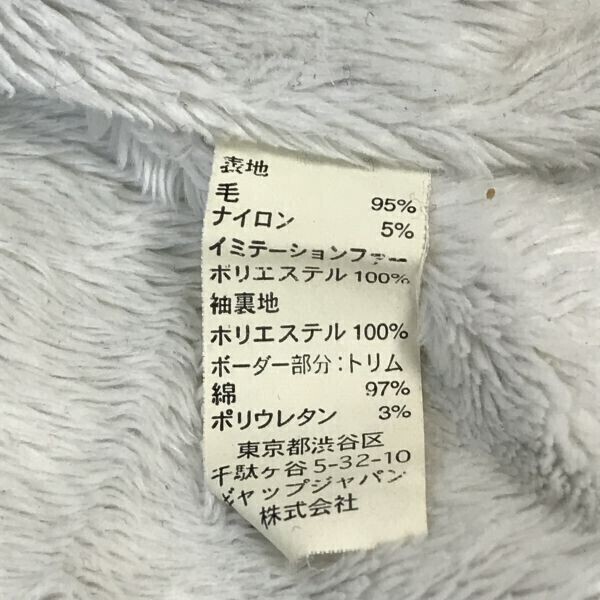 表地
毛 95%
ナイロン 5%
イミテーションファー
ポリエステル 100%
袖裏地
ポリエステル 100%
ボーダー部分:トリム
綿 97%
ポリウレタン 3%
東京都渋谷区
千駄ヶ谷 5-32-10
ギャップジャパン
株式会社